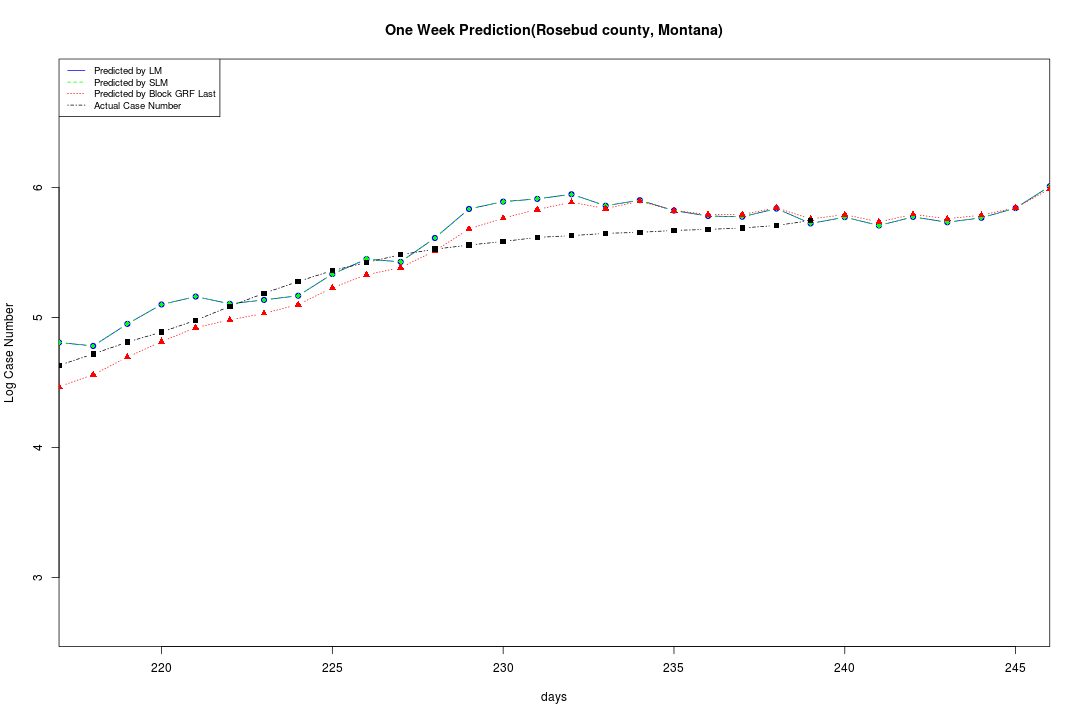 One Week Prediction(Rosebud county, Montana)
Predicted by LM
Predicted by SLM
Predicted by Block GRF Last
Actual Case Number
6
5
4
3
Log Case Number
220 225 230 235 240 245
days